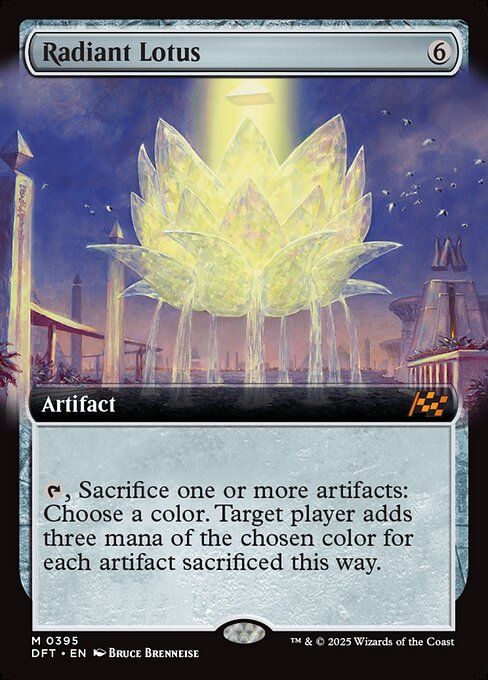 Radiant Lotus 6
Artifact
, Sacrifice one or more artifacts:
Choose a color. Target player adds
three mana of the chosen color for
each artifact sacrificed this way.
M 0395
DFT • EN Bruce Brenneise
™ & © 2025 Wizards of the Coast